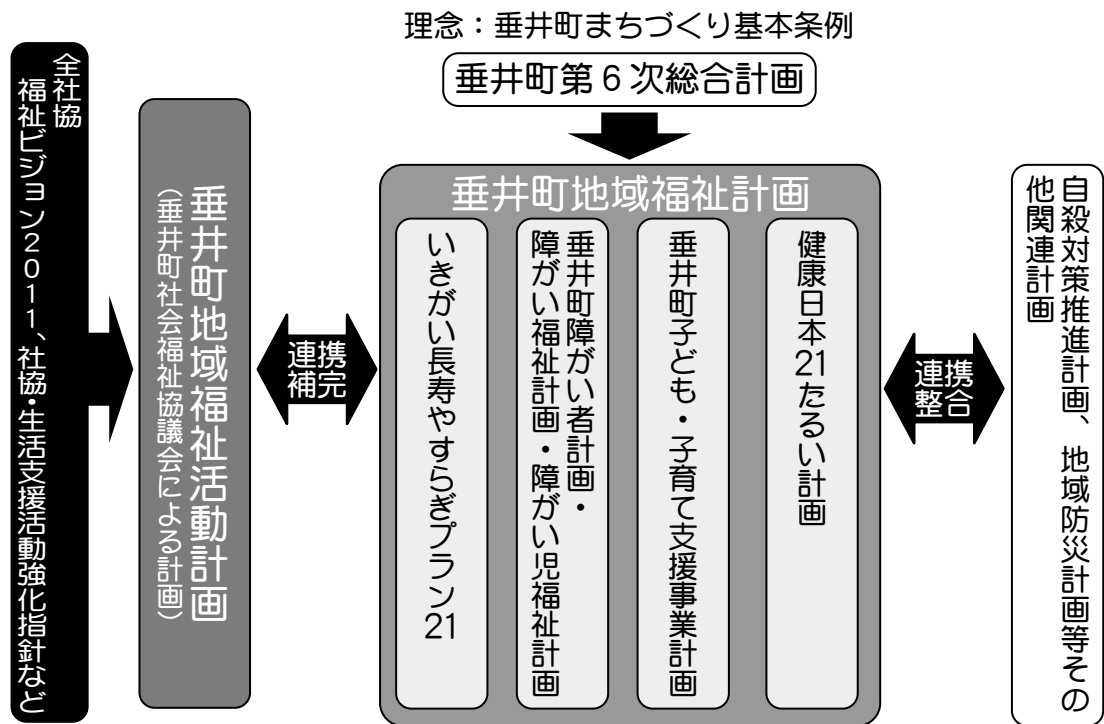 理念：垂井町まちづくり基本条例
垂井町第6次総合計画
全社協
福祉ビジョン2011、社協・生活支援活動強化指針など
垂井町地域福祉活動計画
（垂井町社会福祉協議会による計画）
連携
補完
垂井町地域福祉計画
いきがい長寿やすらぎプラン21
垂井町障がい者計画・
障がい福祉計画・障がい児福祉計画
垂井町子ども・子育て支援事業計画
健康日本21たるい計画
連携
整合
自殺対策推進計画、地域防災計画等その
他関連計画